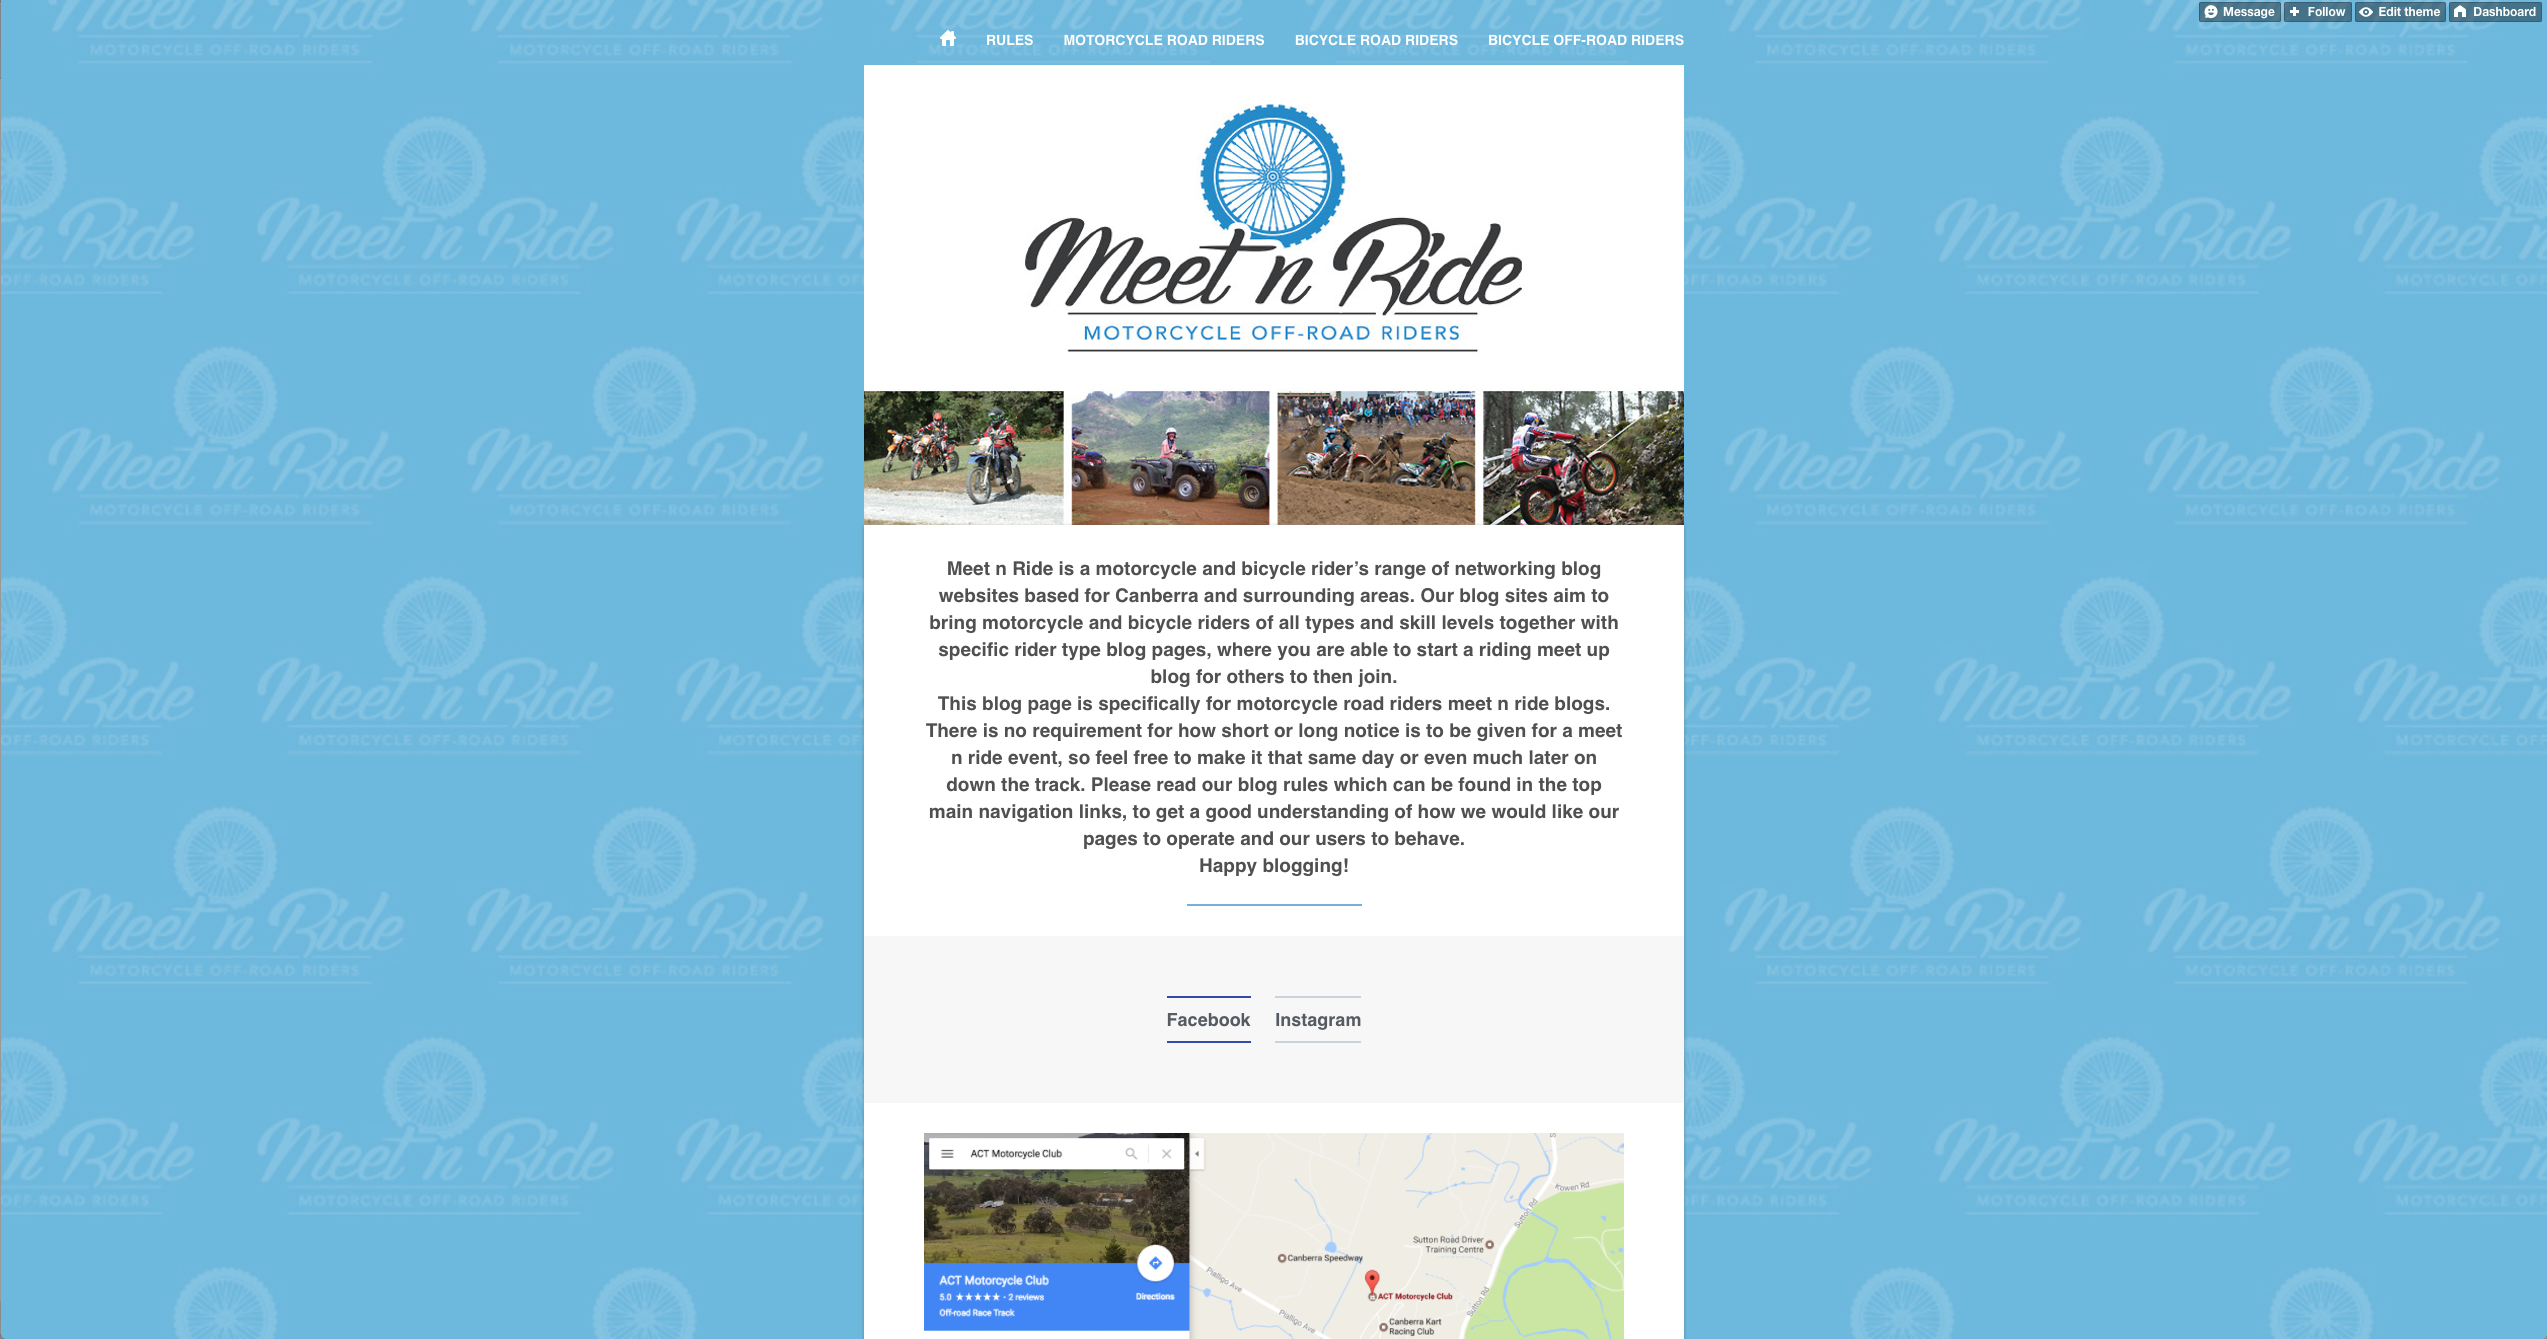 Message Follow Edit theme Dashboard
RULES MOTORCYCLE ROAD RIDERS BICYCLE ROAD RIDERS BICYCLE OFF-ROAD RIDERS
Meet n Ride
MOTORCYCLE OFF-ROAD RIDERS
Meet n Ride is a motorcycle and bicycle rider’s range of networking blog
websites based for Canberra and surrounding areas. Our blog sites aim to
bring motorcycle and bicycle riders of all types and skill levels together with
specific rider type blog pages, where you are able to start a riding meet up
blog for others to then join.
This blog page is specifically for motorcycle road riders meet n ride blogs.
There is no requirement for how short or long notice is to be given for a meet
n ride event, so feel free to make it that same day or even much later on
down the track. Please read our blog rules which can be found in the top
main navigation links, to get a good understanding of how we would like our
pages to operate and our users to behave.
Happy blogging!
Facebook Instagram
ACT Motorcycle Club
Kowen Rd
Sutton Rd
Sutton Road Driver
Training Centre
Canberra Speedway
Pialligo Ave
ACT Motorcycle Club
5.0 ★★★★★ · 2 reviews
Off-road Race Track
Directions
ACT Motorcycle Club
Sutton Rd
Pialligo Ave
Canberra Kart
Racing Club